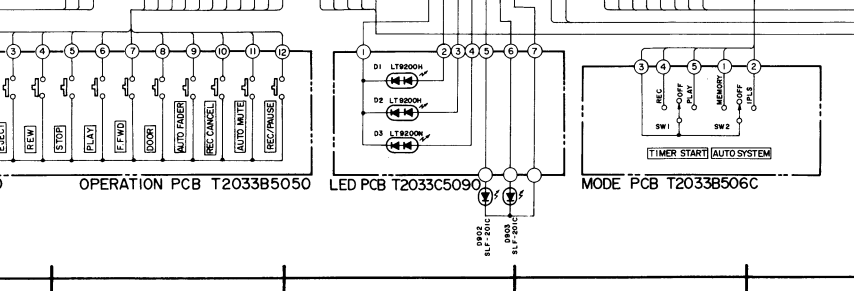 3 4 5 6 7 8 9 10 11 12
EJECT
REW
STOP
PLAY
F.FWD
DOOR
AUTO FADER
REC CANCEL
AUTO MUTE
REC/PAUSE
OPERATION PCB T2033B5050
1 2 3 4 5 6 7
D1 LT9200H
D2 LT9200H
D3 LT9200H
LED PCB T2033C5090
D902
SLF-201C
D903
SLF-201C
3 4 5 1 2
REC
OFF
PLAY
MEMORY
OFF
IPLS
SW1
SW2
TIMER START AUTO SYSTEM
MODE PCB T2033B506C